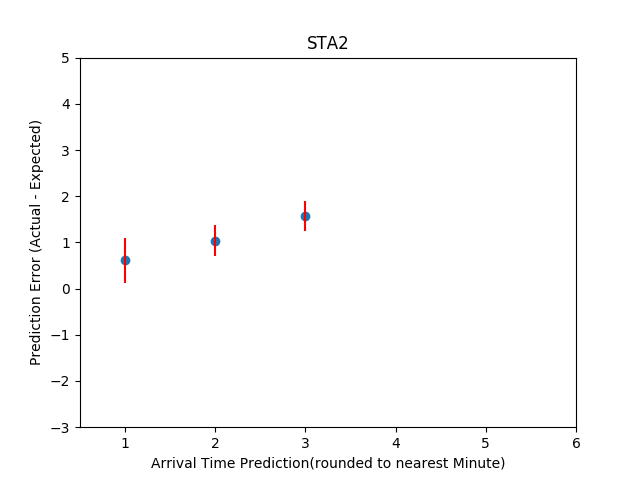 STA2
Prediction Error (Actual - Expected)
5
4
3
2
1
0
−1
−2
−3
1 2 3 4 5 6
Arrival Time Prediction(rounded to nearest Minute)